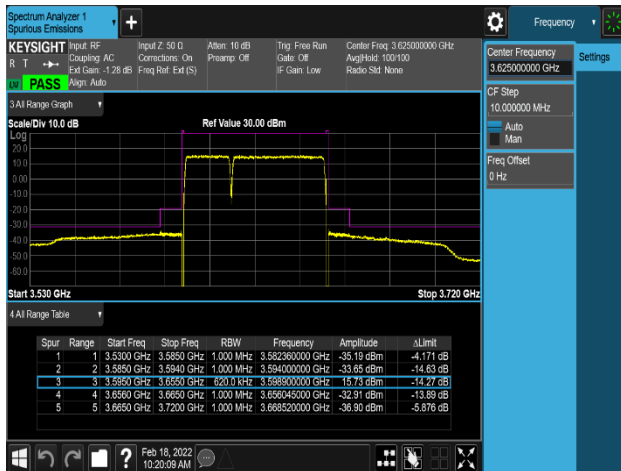 Spectrum Analyzer 1
Spurious Emissions
Frequency
KEYSIGHT
R T
PASS
Input: RF
Coupling: AC
Ext Gain: -1.28 dB
Align: Auto
Input Z: 50 Ω
Corrections: On
Freq Ref: Ext (S)
Atten: 10 dB
Preamp: Off
Trig: Free Run
Gate: Off
IF Gain: Low
Center Freq: 3.625000000 GHz
Avg|Hold: 100/100
Radio Std: None
Center Frequency
3.625000000 GHz
Settings
CF Step
10.000000 MHz
Auto
Man
Freq Offset
0 Hz
3 All Range Graph
Scale/Div 10.0 dB
Ref Value 30.00 dBm
Log
20.0
10.0
0.00
-10.0
-20.0
-30.0
-40.0
-50.0
-60.0
Start 3.530 GHz
Stop 3.720 GHz
4 All Range Table
Spur Range Start Freq Stop Freq RBW Frequency Amplitude ΔLimit
1 1 3.5300 GHz 3.5850 GHz 1.000 MHz 3.582360000 GHz -35.19 dBm -4.171 dB
2 2 3.5850 GHz 3.5940 GHz 1.000 MHz 3.594000000 GHz -33.65 dBm -14.63 dB
3 3 3.5950 GHz 3.6550 GHz 620.0 kHz 3.598900000 GHz 15.73 dBm -14.27 dB
4 4 3.6560 GHz 3.6650 GHz 1.000 MHz 3.656045000 GHz -32.91 dBm -13.89 dB
5 5 3.6650 GHz 3.7200 GHz 1.000 MHz 3.668520000 GHz -36.90 dBm -5.876 dB
?
Feb 18, 2022
10:20:09 AM